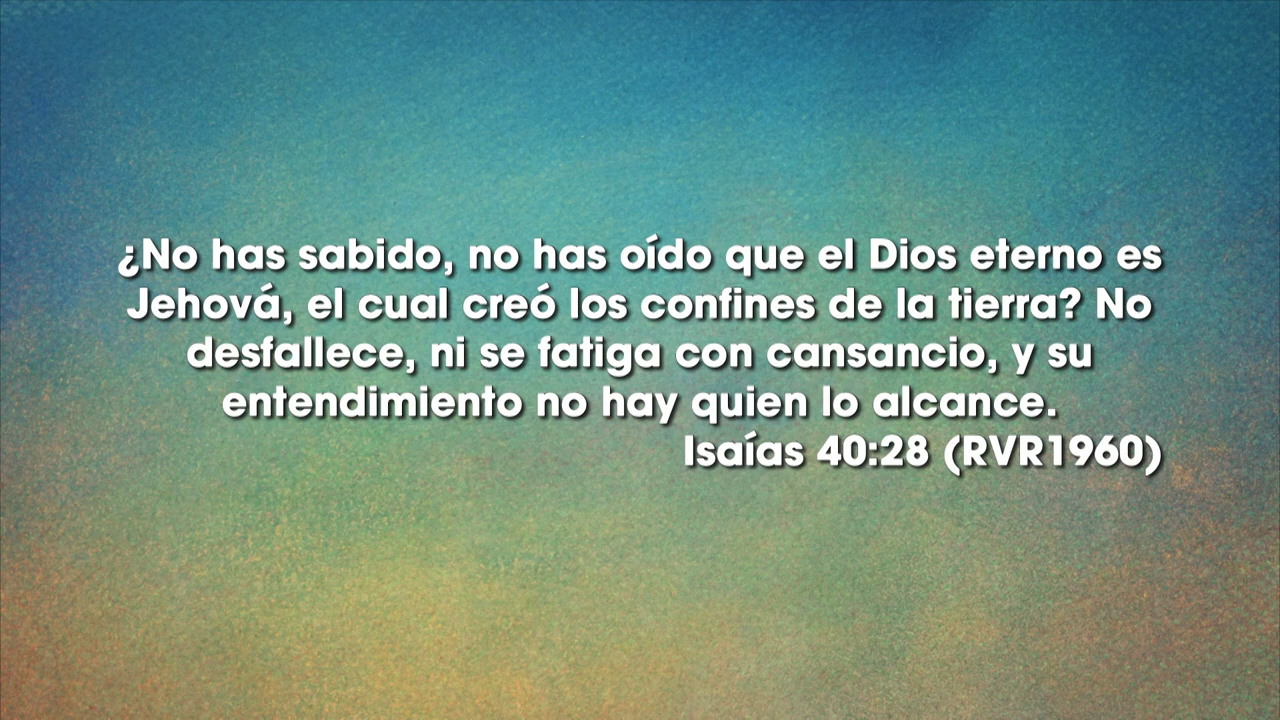 ¿No has sabido, no has oído que el Dios eterno es
Jehová, el cual creó los confines de la tierra? No
desfallece, ni se fatiga con cansancio, y su
entendimiento no hay quien lo alcance.
Isaías 40:28 (RVR1960)